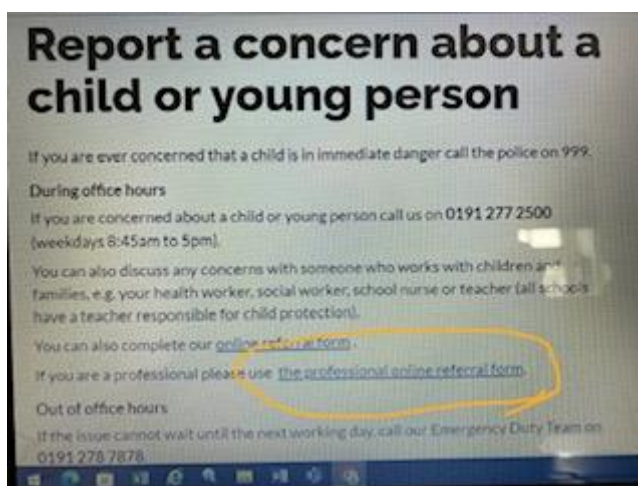 Report a concern about a
child or young person
If you are ever concerned that a child is in immediate danger call the police on 999.
During office hours
If you are concerned about a child or young person call us on 0191 277 2500
(weekdays 8:45am to 5pm).
You can also discuss any concerns with someone who works with children and
families, e.g. your health worker, social worker, school nurse or teacher (all schools
have a teacher responsible for child protection).
You can also complete our online referral form.
If you are a professional please use the professional online referral form.
Out of office hours
If the issue cannot wait until the next working day, call our Emergency Duty Team on
0191 278 7878